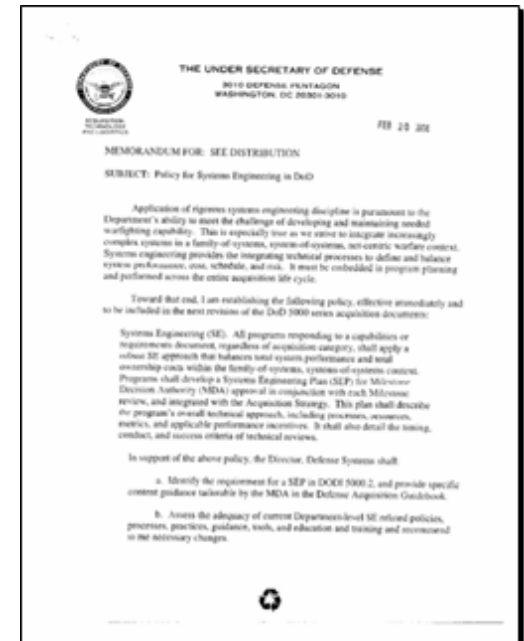 THE UNDER SECRETARY OF DEFENSE
3010 DEFENSE PENTAGON
WASHINGTON, DC 20301-3010
ACQUISITION,
TECHNOLOGY
AND LOGISTICS
FEB 20
MEMORANDUM FOR: SEE DISTRIBUTION
SUBJECT: Policy for Systems Engineering in DoD
Application of rigorous systems engineering discipline is paramount to the
Department's ability to meet the challenge of developing and maintaining needed
warfighting capability. This is especially true as we strive to integrate increasingly
complex systems in a family-of-systems, system-of-systems, net-centric warfare context.
Systems engineering provides the integrating technical processes to define and balance
system performance, cost, schedule, and risk. It must be embedded in program planning
and performed across the entire acquisition life cycle.
Toward that end, I am establishing the following policy, effective immediately and
to be included in the next revision of the DoD 5000 series acquisition documents:
Systems Engineering (SE). All programs responding to a capabilities or
requirements document, regardless of acquisition category, shall apply a
robust SE approach that balances total system performance and total
ownership costs within the family-of-systems, systems-of-systems context.
Programs shall develop a Systems Engineering Plan (SEP) for Milestone
Decision Authority (MDA) approval in conjunction with each Milestone
review, and integrated with the Acquisition Strategy. This plan shall describe
the program's overall technical approach, including processes, resources,
metrics, and applicable performance incentives. It shall also detail the timing,
conduct, and success criteria of technical reviews.
In support of the above policy, the Director, Defense Systems shall:
a. Identify the requirement for a SEP in DODI 5000.2, and provide specific
content guidance tailorable by the MDA in the Defense Acquisition Guidebook.
b. Assess the adequacy of current Department-level SE related policies,
processes, practices, guidance, tools, and education and training and recommend
to me necessary changes.